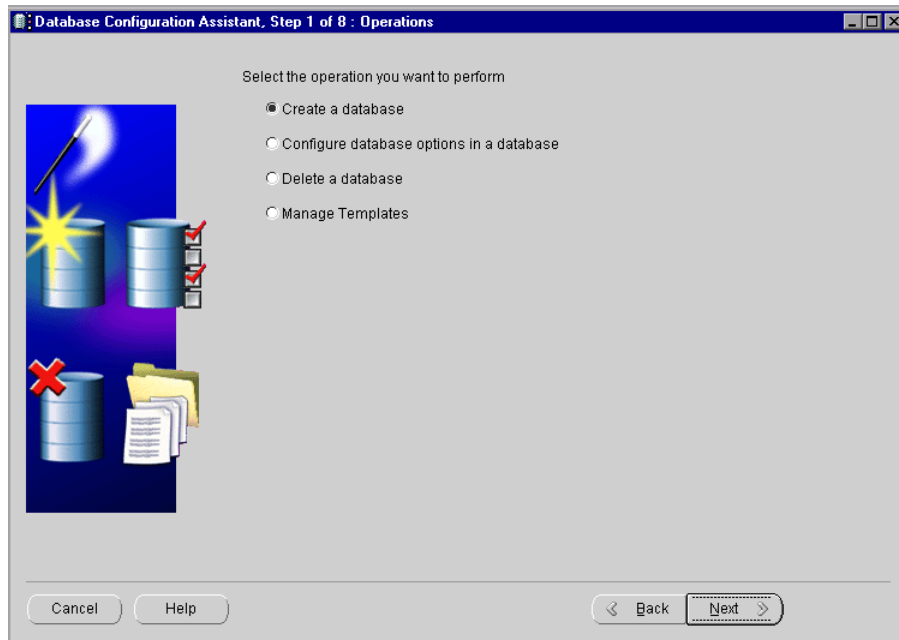 Database Configuration Assistant, Step 1 of 8 : Operations
Select the operation you want to perform
Create a database
Configure database options in a database
Delete a database
Manage Templates
Cancel
Help
Back
Next